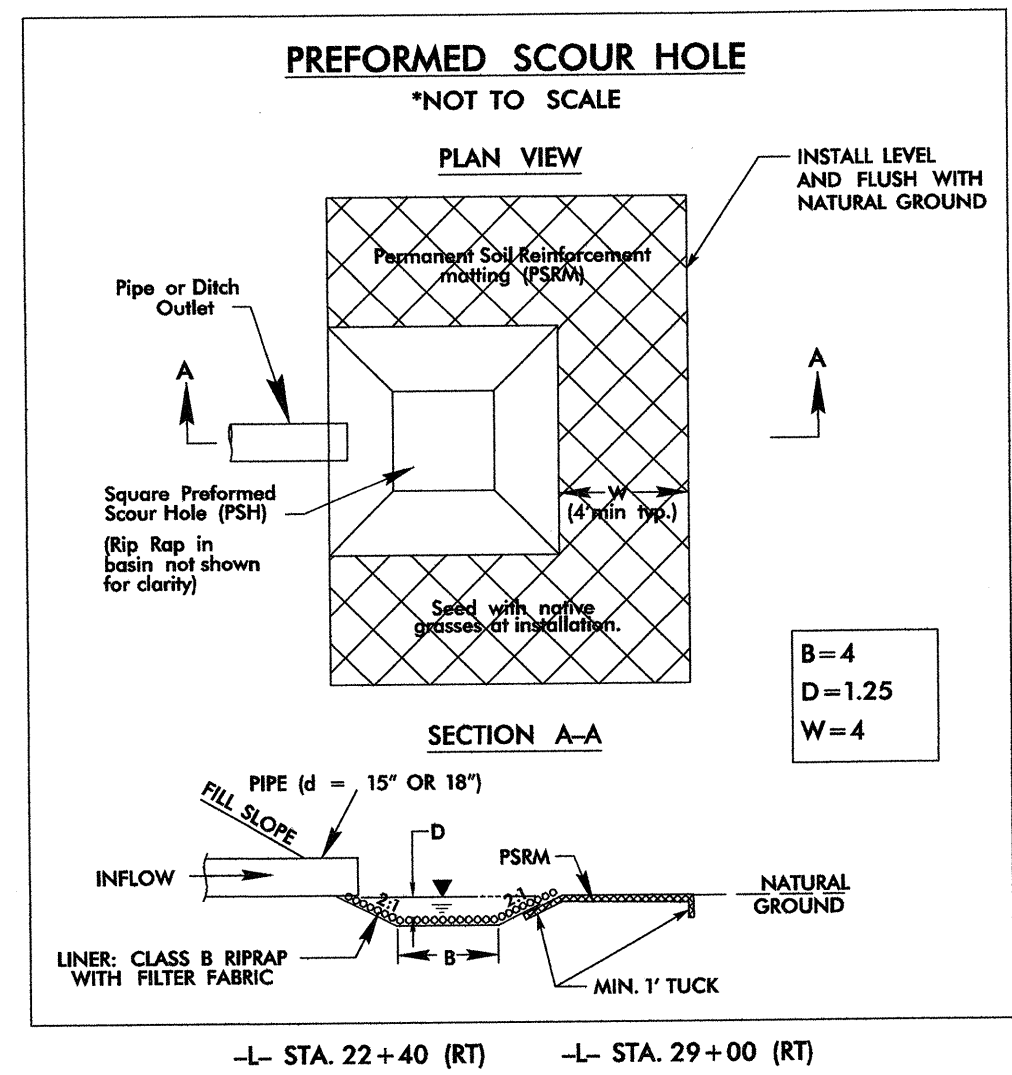 PREFORMED SCOUR HOLE
*NOT TO SCALE
PLAN VIEW
INSTALL LEVEL
AND FLUSH WITH
NATURAL GROUND
Permanent Soil Reinforcement
matting (PSRM)
Pipe or Ditch
Outlet
A
A
Square Preformed
Scour Hole (PSH)
(Rip Rap in
basin not shown
for clarity)
W
(4'min typ.)
Seed with native
grasses at installation.
B=4
D=1.25
W=4
SECTION A-A
PIPE (d = 15" OR 18")
FILL SLOPE
D
PSRM
INFLOW
2:1
2:1
NATURAL
GROUND
B
LINER: CLASS B RIPRAP
WITH FILTER FABRIC
MIN. 1' TUCK
-L- STA. 22+40 (RT) -L- STA. 29+00 (RT)